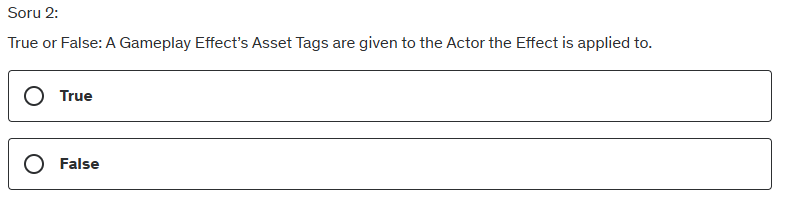 Soru 2:
True or False: A Gameplay Effect’s Asset Tags are given to the Actor the Effect is applied to.
True
False